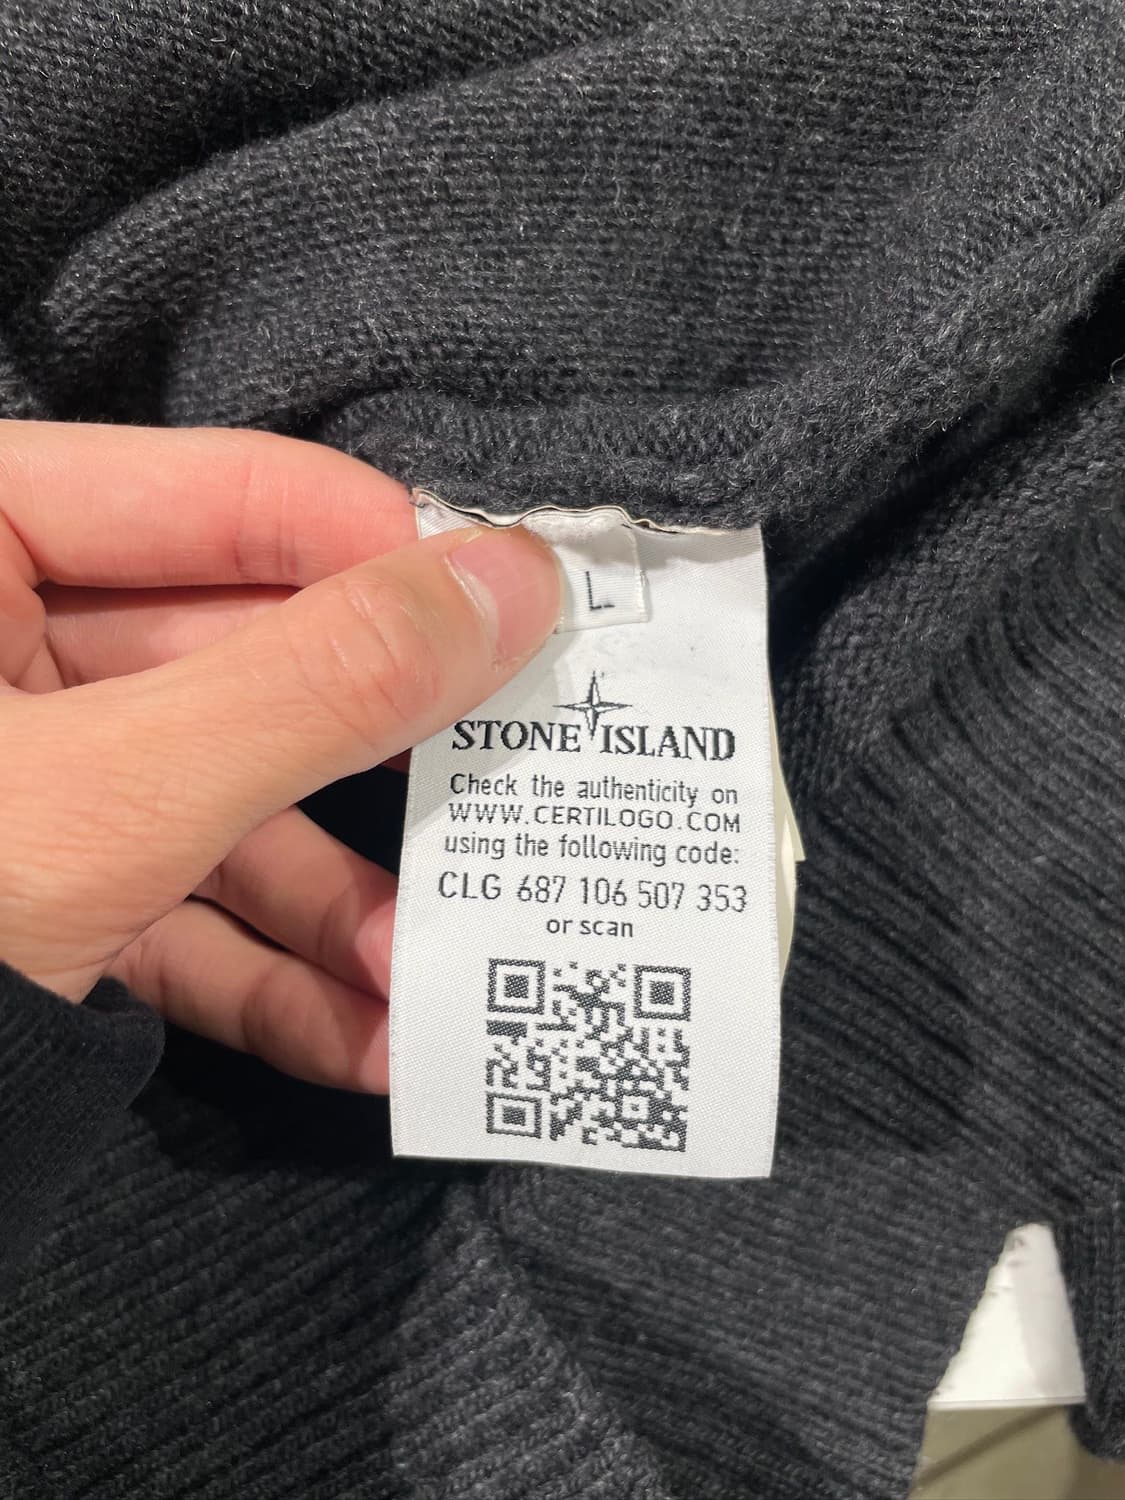 L
STONE ISLAND
Check the authenticity on
WWW.CERTILOGO.COM
using the following code:
CLG 687 106 507 353
or scan